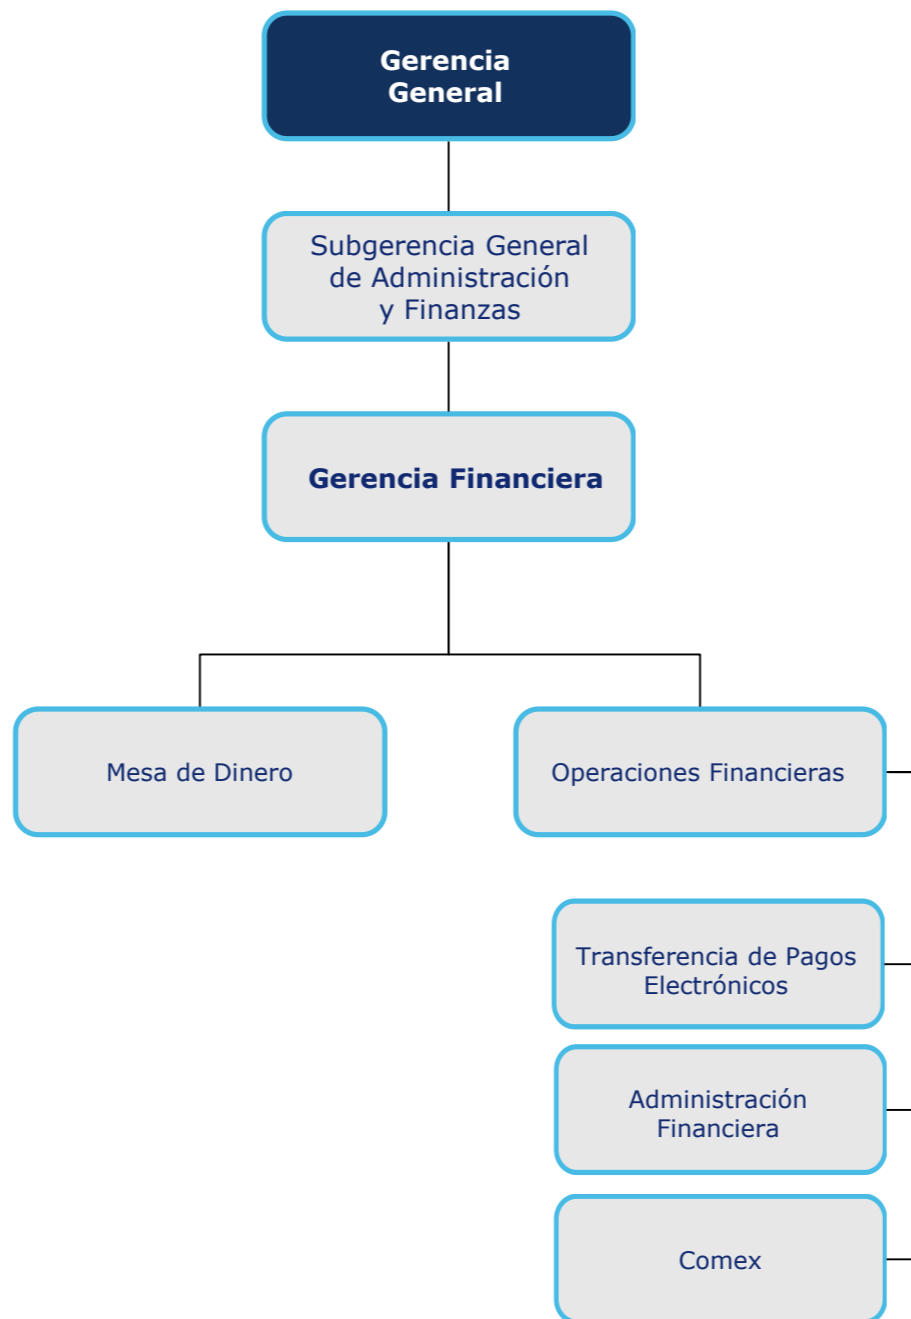 Gerencia
General
Subgerencia General
de Administración
y Finanzas
Gerencia Financiera
Mesa de Dinero
Operaciones Financieras
Transferencia de Pagos
Electrónicos
Administración
Financiera
Comex